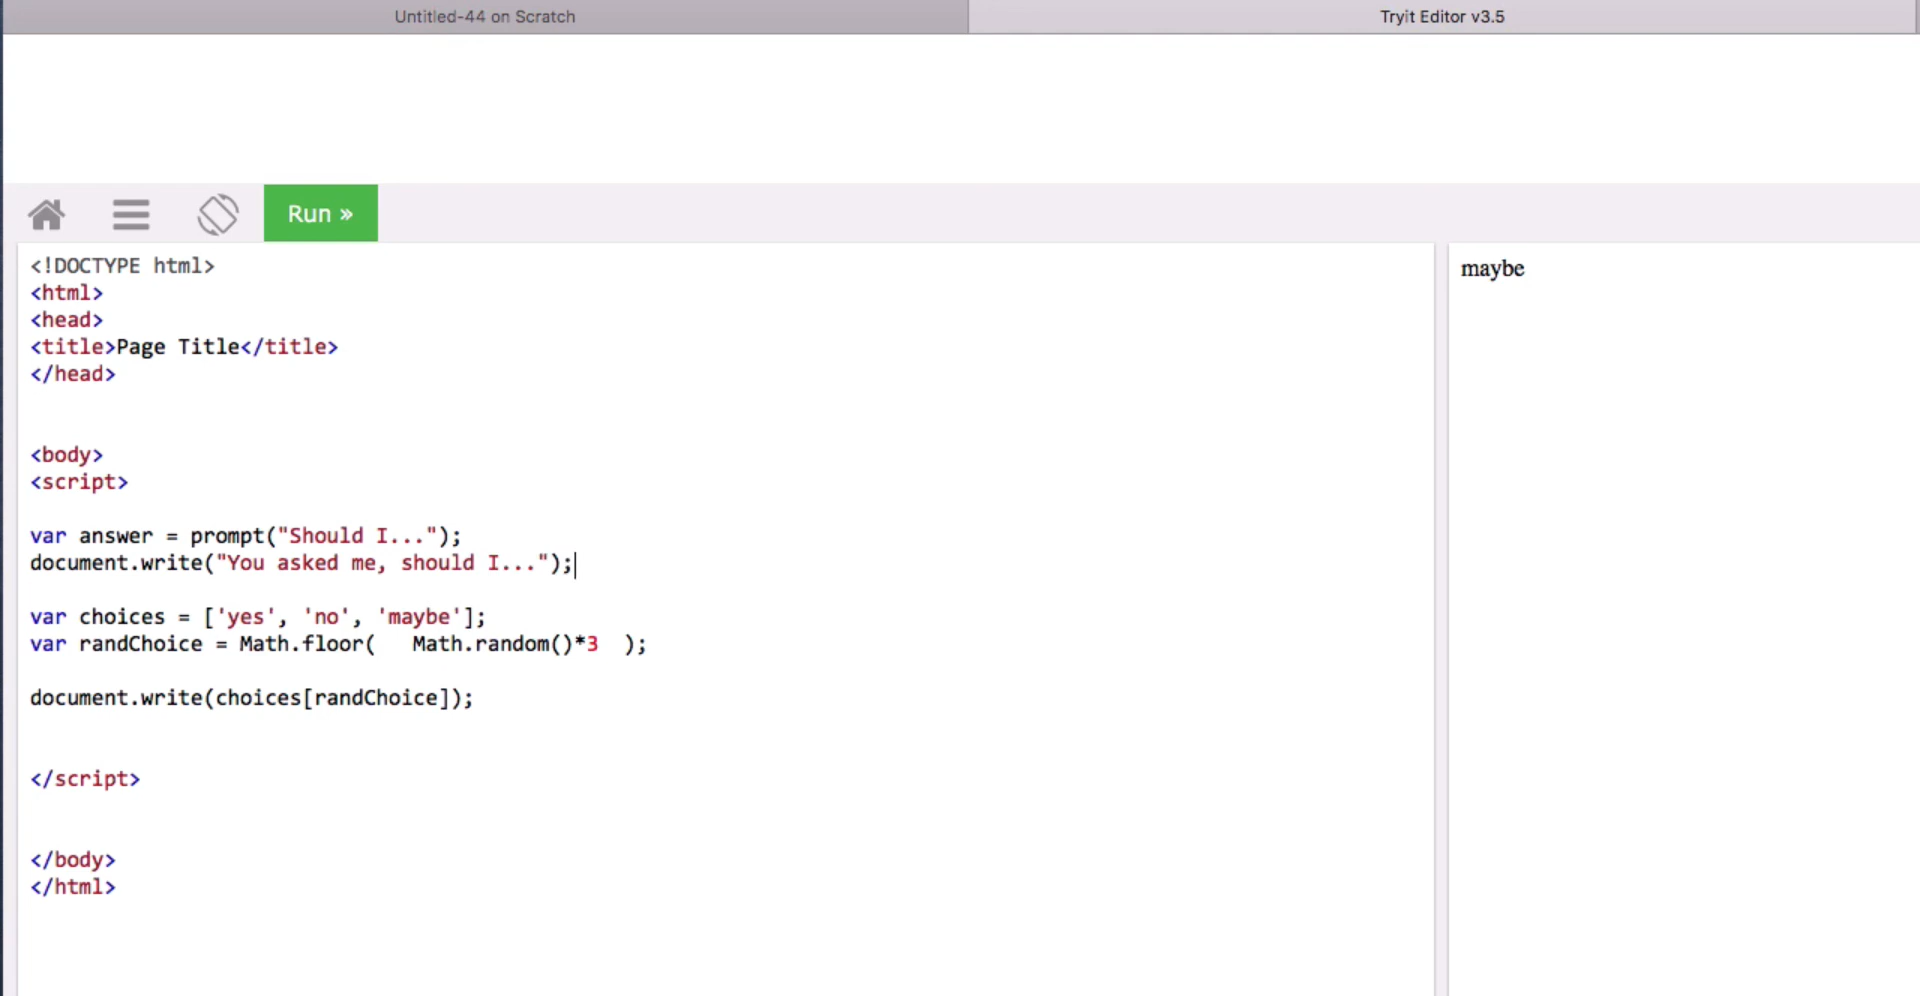 Untitled-44 on Scratch
Tryit Editor v3.5
Run »
<!DOCTYPE html>
<html>
<head>
<title>Page Title</title>
</head>
<body>
<script>
var answer = prompt("Should I...");
document.write("You asked me, should I...");
var choices = ['yes', 'no', 'maybe'];
var randChoice = Math.floor(   Math.random()*3  );
document.write(choices[randChoice]);
</script>
</body>
</html>
maybe